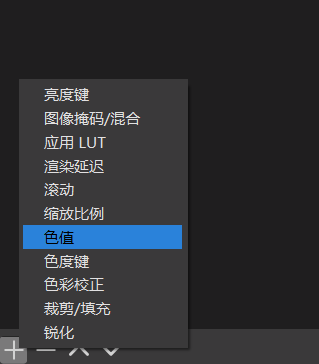 亮度键
图像掩码/混合
应用 LUT
渲染延迟
滚动
缩放比例
色值
色度键
色彩校正
裁剪/填充
锐化